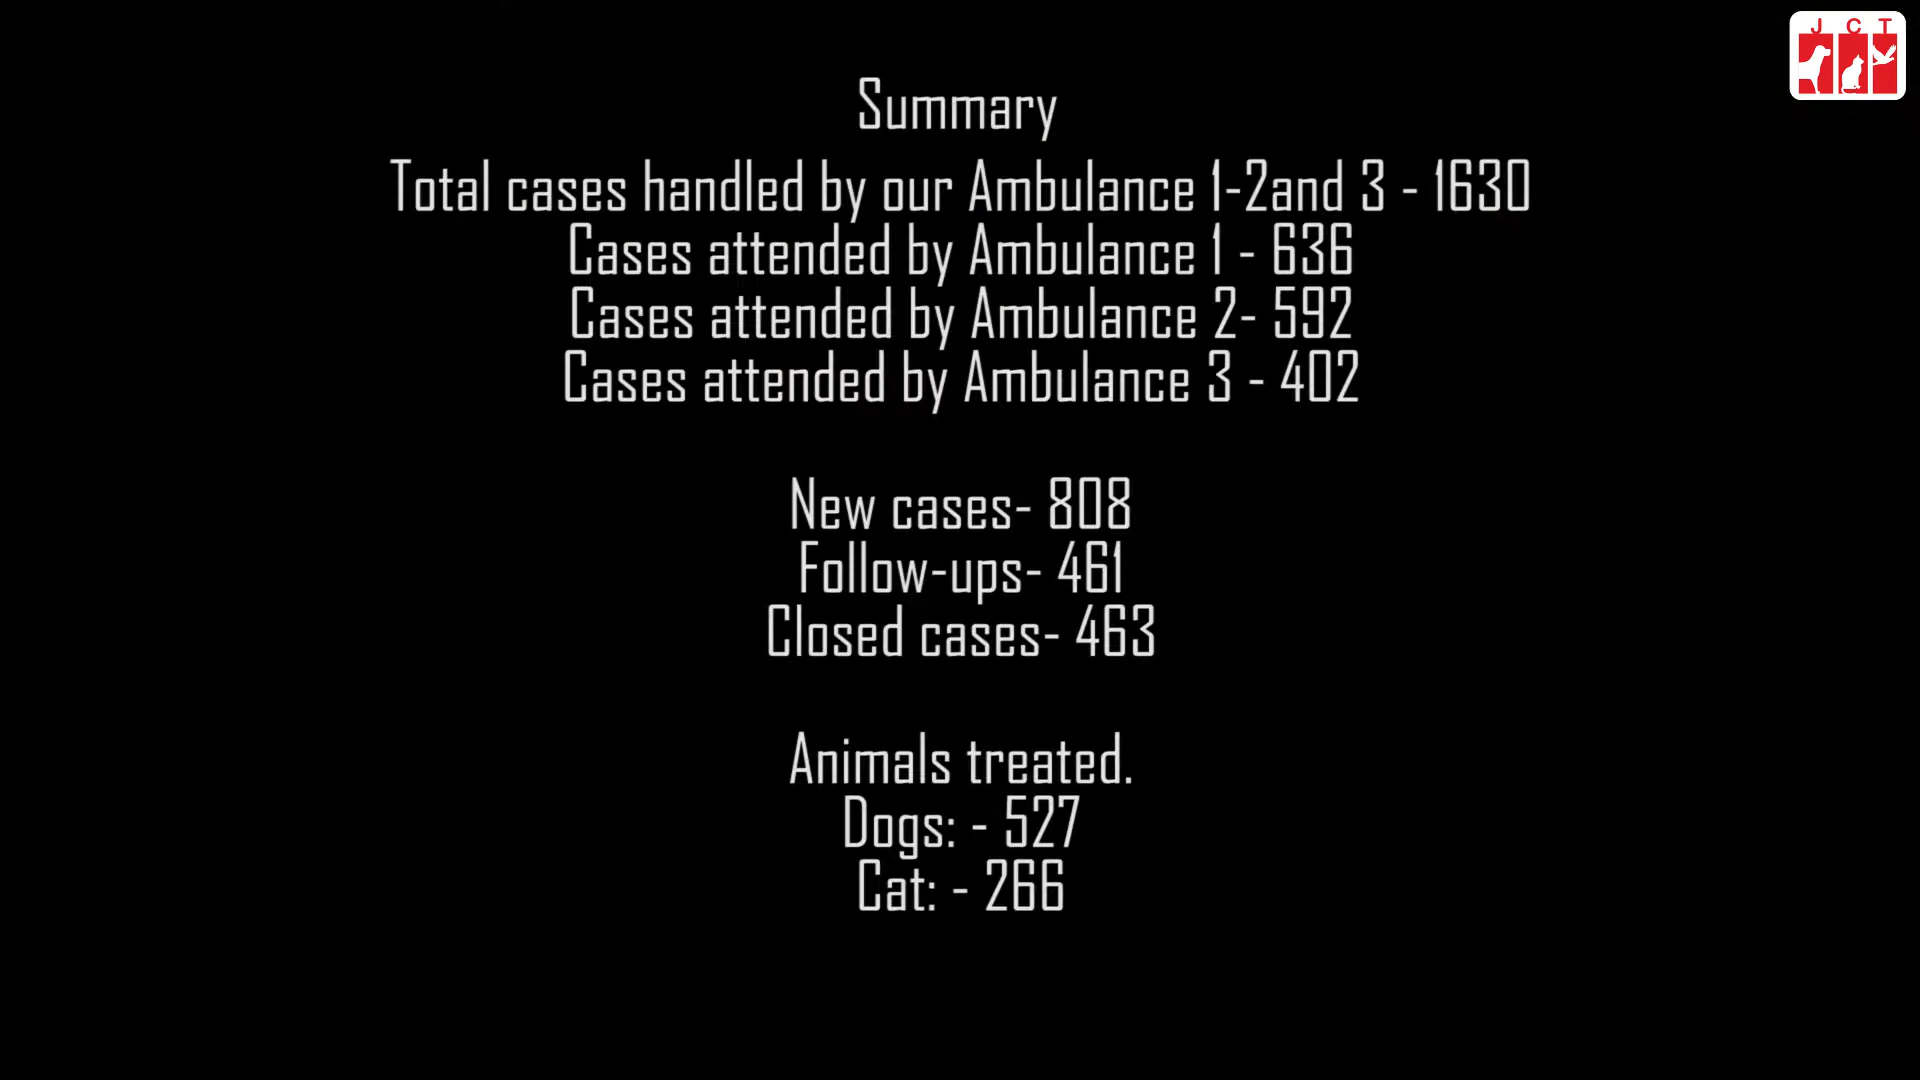 J C T
Summary
Total cases handled by our Ambulance 1-2and 3 - 1630
Cases attended by Ambulance 1 - 636
Cases attended by Ambulance 2- 592
Cases attended by Ambulance 3 - 402
New cases- 808
Follow-ups- 461
Closed cases- 463
Animals treated.
Dogs: - 527
Cat: - 266